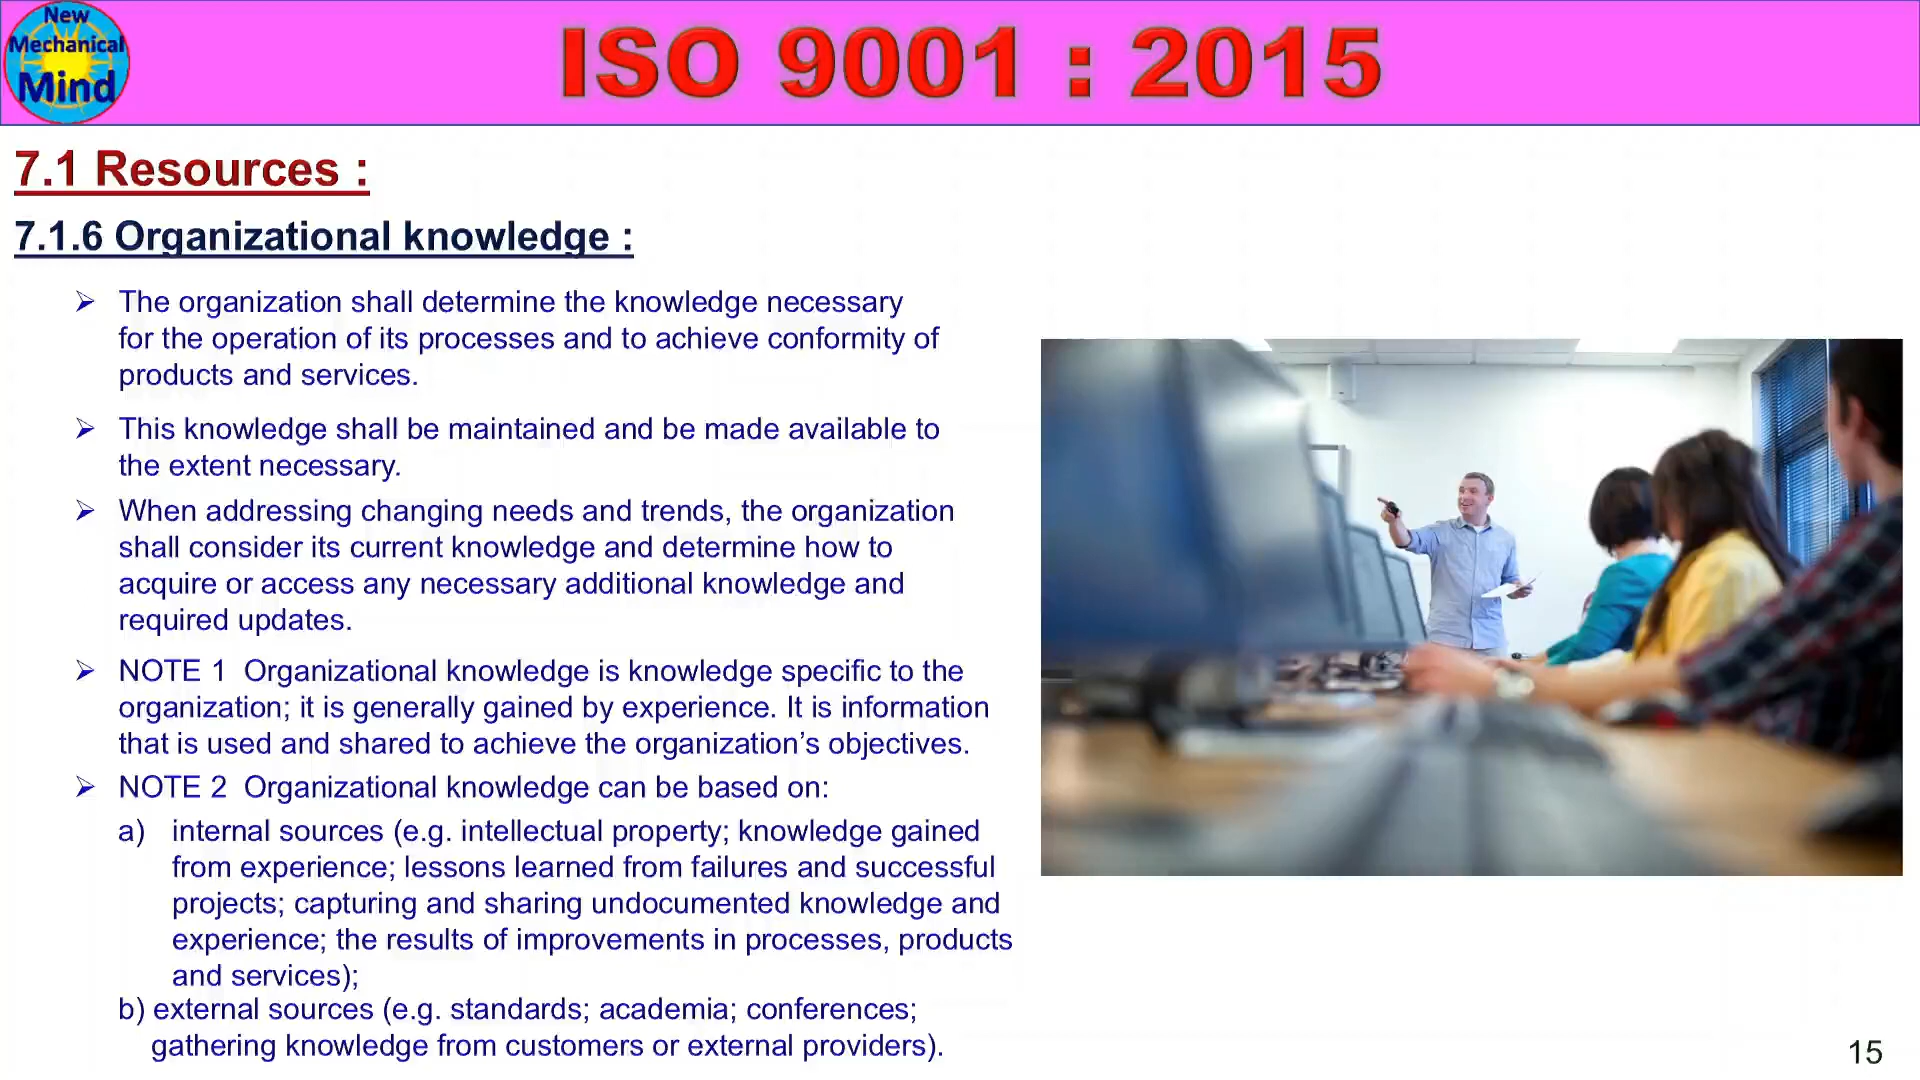 New
Mechanical
Mind
ISO 9001 : 2015
7.1 Resources :
7.1.6 Organizational knowledge :
➢ The organization shall determine the knowledge necessary
for the operation of its processes and to achieve conformity of
products and services.
➢ This knowledge shall be maintained and be made available to
the extent necessary.
➢ When addressing changing needs and trends, the organization
shall consider its current knowledge and determine how to
acquire or access any necessary additional knowledge and
required updates.
➢ NOTE 1  Organizational knowledge is knowledge specific to the
organization; it is generally gained by experience. It is information
that is used and shared to achieve the organization’s objectives.
➢ NOTE 2  Organizational knowledge can be based on:
a) internal sources (e.g. intellectual property; knowledge gained
from experience; lessons learned from failures and successful
projects; capturing and sharing undocumented knowledge and
experience; the results of improvements in processes, products
and services);
b) external sources (e.g. standards; academia; conferences;
gathering knowledge from customers or external providers).
15